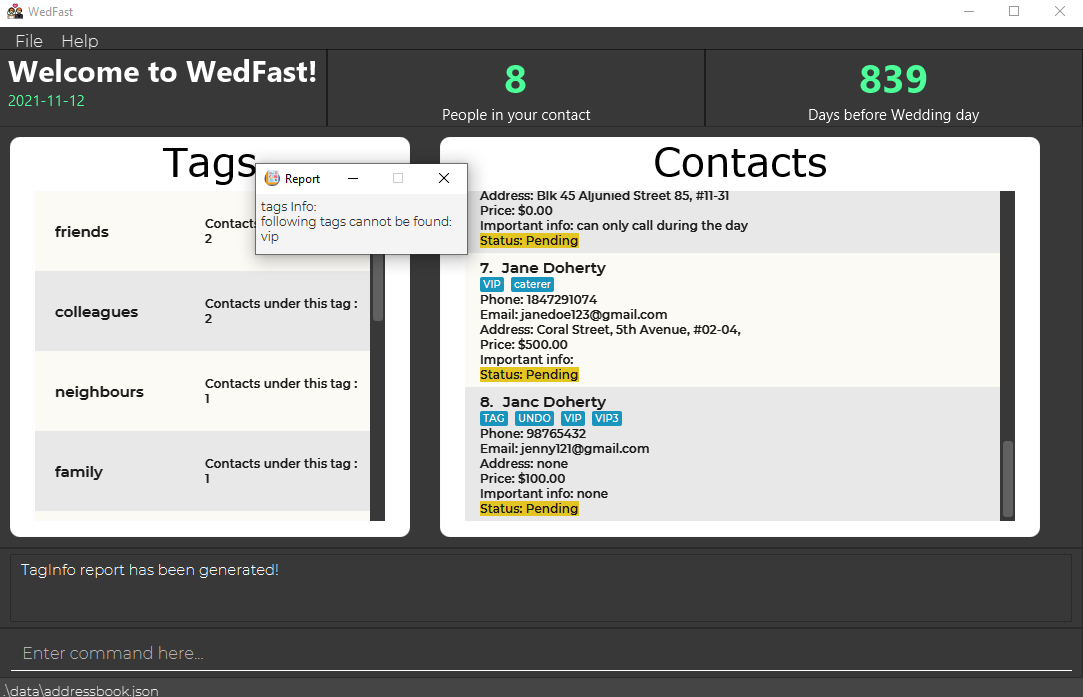 WedFast
File Help
Welcome to WedFast!
2021-11-12
8
People in your contact
839
Days before Wedding day
Tags
friends
Contact
2
colleagues
Contacts under this tag :
2
neighbours
Contacts under this tag :
1
family
Contacts under this tag :
1
Report
tags Info:
following tags cannot be found:
vip
Contacts
Address: Blk 45 Aljunied Street 85, #11-31
Price: $0.00
Important info: can only call during the day
Status: Pending
7. Jane Doherty
VIP caterer
Phone: 1847291074
Email: janedoe123@gmail.com
Address: Coral Street, 5th Avenue, #02-04,
Price: $500.00
Important info:
Status: Pending
8. Janc Doherty
TAG UNDO VIP VIP3
Phone: 98765432
Email: jenny121@gmail.com
Address: none
Price: $100.00
Important info: none
Status: Pending
TagInfo report has been generated!
Enter command here...
.\data\addressbook.json